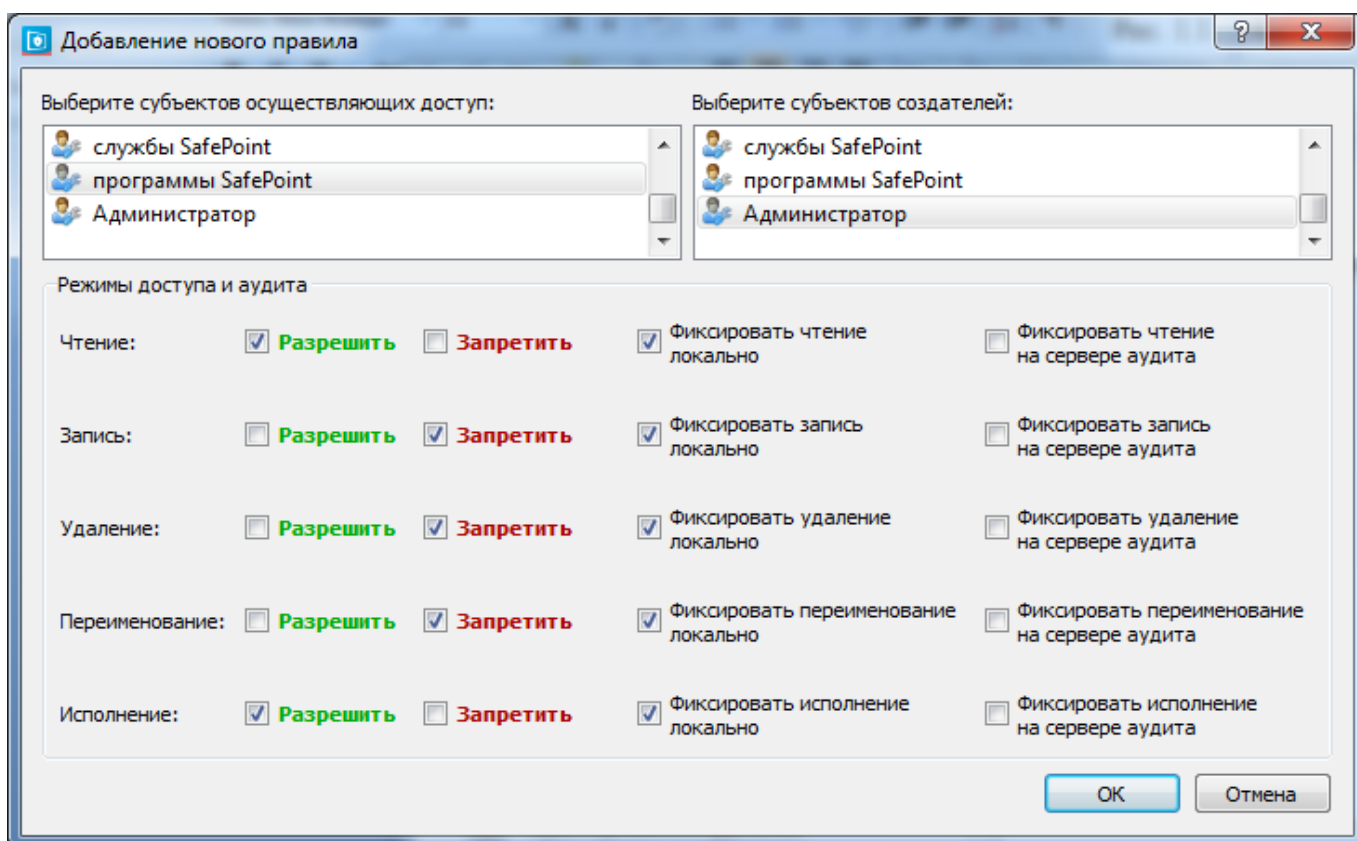 Добавление нового правила
Выберите субъектов осуществляющих доступ:
Выберите субъектов создателей:
службы SafePoint
программы SafePoint
Администратор
службы SafePoint
программы SafePoint
Администратор
Режимы доступа и аудита
Чтение: Разрешить Запретить Фиксировать чтение локально Фиксировать чтение на сервере аудита
Запись: Разрешить Запретить Фиксировать запись локально Фиксировать запись на сервере аудита
Удаление: Разрешить Запретить Фиксировать удаление локально Фиксировать удаление на сервере аудита
Переименование: Разрешить Запретить Фиксировать переименование локально Фиксировать переименование на сервере аудита
Исполнение: Разрешить Запретить Фиксировать исполнение локально Фиксировать исполнение на сервере аудита
OK Отмена